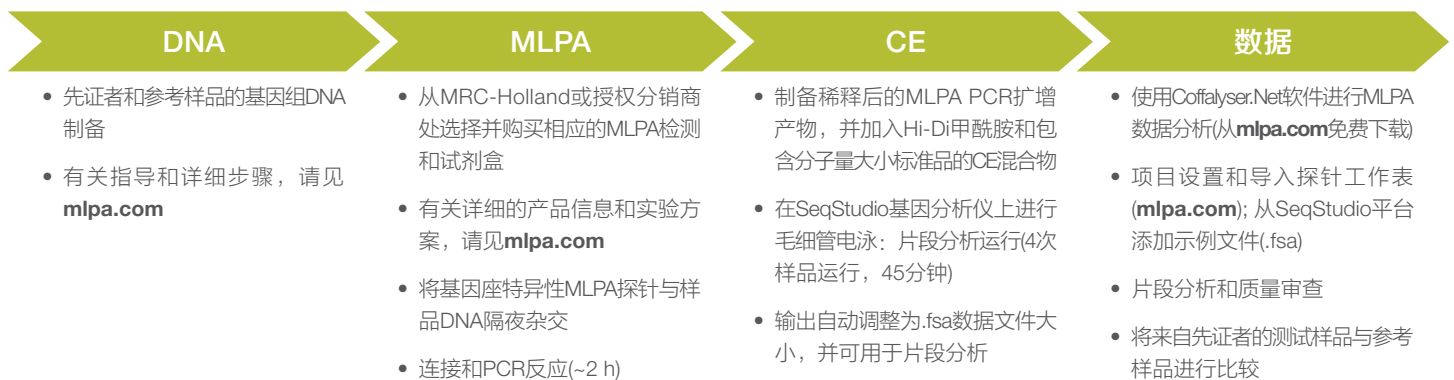 DNA
MLPA
CE
数据
• 先证者和参考样品的基因组DNA
制备
• 有关指导和详细步骤，请见
mlpa.com
• 从MRC-Holland或授权分销商
处选择并购买相应的MLPA检测
和试剂盒
• 有关详细的产品信息和实验方
案，请见mlpa.com
• 将基因座特异性MLPA探针与样
品DNA隔夜杂交
• 连接和PCR反应(~2 h)
• 制备稀释后的MLPA PCR扩增
产物，并加入Hi-Di甲酰胺和包
含分子量大小标准品的CE混合物
• 在SeqStudio基因分析仪上进行
毛细管电泳：片段分析运行(4次
样品运行，45分钟)
• 输出自动调整为.fsa数据文件大
小，并可用于片段分析
• 使用Coffalyser.Net软件进行MLPA
数据分析(从mlpa.com免费下载)
• 项目设置和导入探针工作表
(mlpa.com); 从SeqStudio平台
添加示例文件(.fsa)
• 片段分析和质量审查
• 将来自先证者的测试样品与参考
样品进行比较